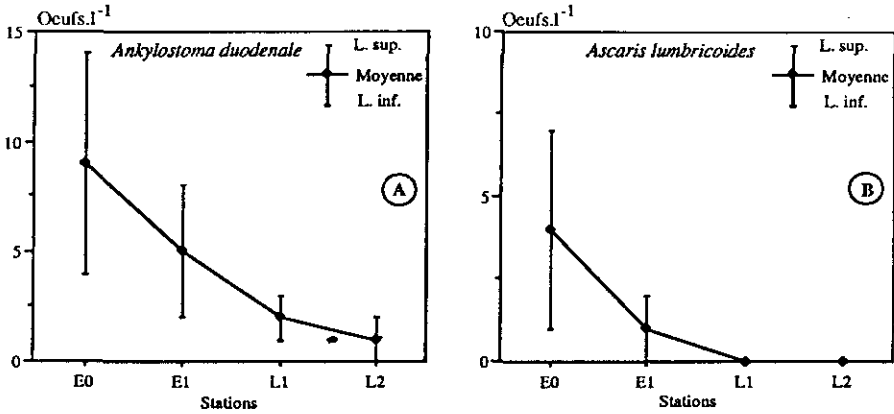 Oeufs.l-1
15
10
5
0
Ankylostoma duodenale
L. sup.
Moyenne
L. inf.
A
E0 E1 L1 L2
Stations
Oeufs.l-1
10
5
0
Ascaris lumbricoides
L. sup.
Moyenne
L. inf.
B
E0 E1 L1 L2
Stations